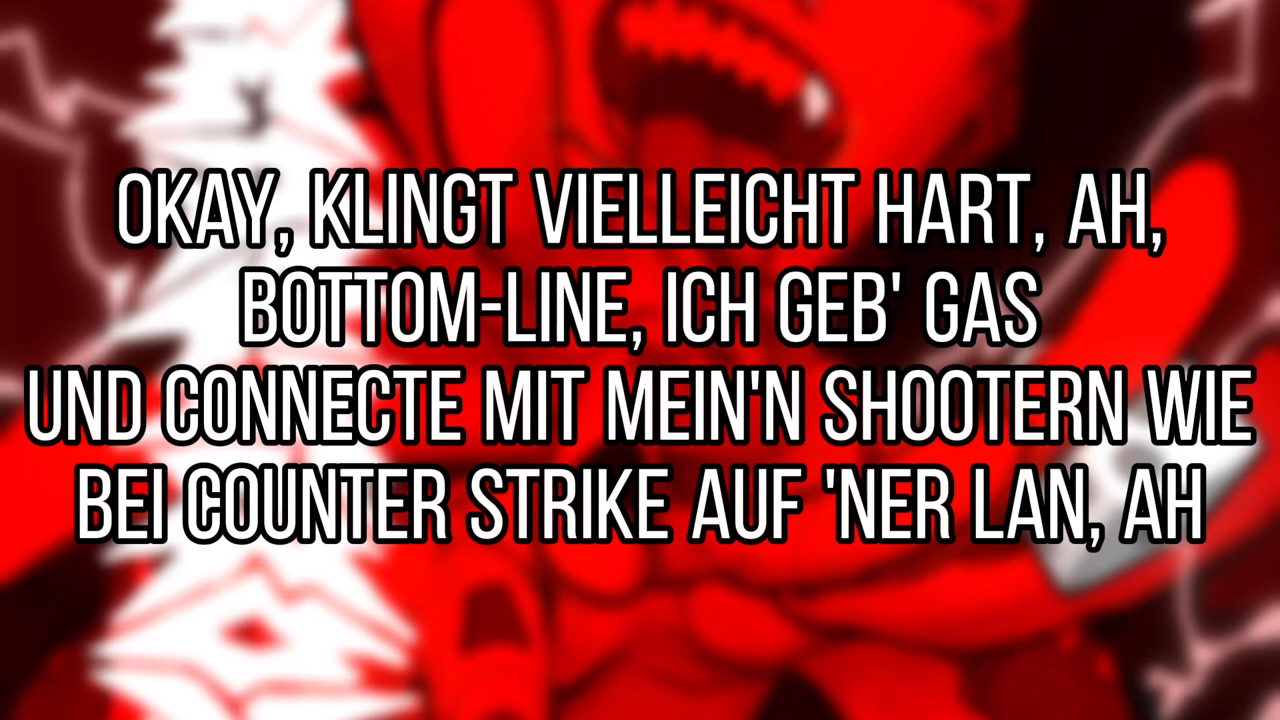 OKAY, KLINGT VIELLEICHT HART, AH,
BOTTOM-LINE, ICH GEB' GAS
UND CONNECTE MIT MEIN'N SHOOTERN WIE
BEI COUNTER STRIKE AUF 'NER LAN, AH